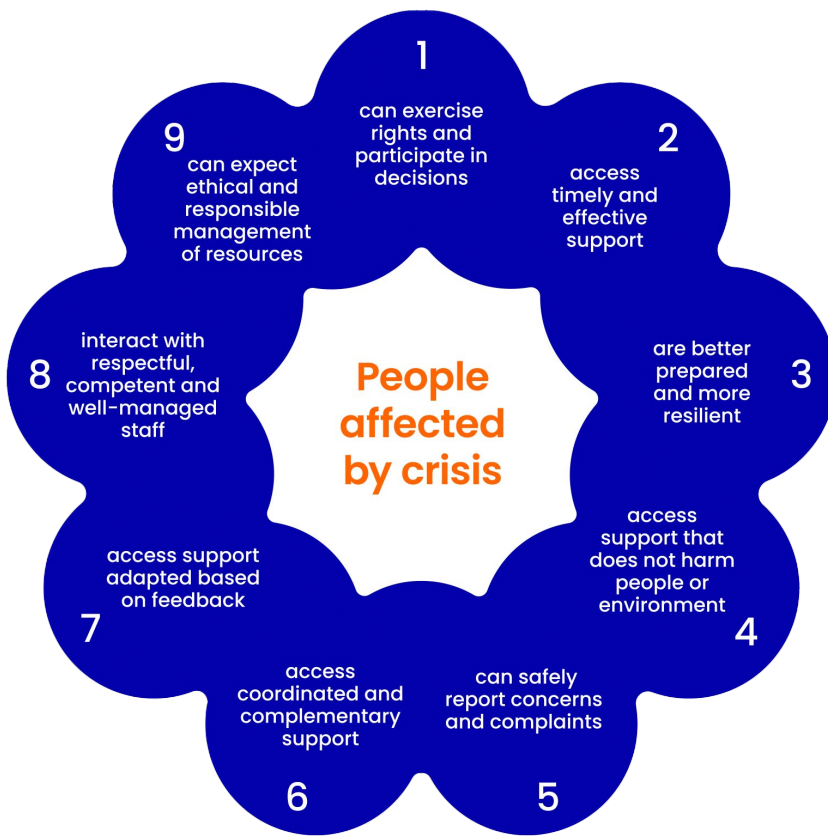 People
affected
by crisis
1
can exercise
rights and
participate in
decisions
2
access
timely and
effective
support
3
are better
prepared
and more
resilient
4
access
support that
does not harm
people or
environment
5
can safely
report concerns
and complaints
6
access
coordinated and
complementary
support
7
access support
adapted based
on feedback
8
interact with
respectful,
competent and
well-managed
staff
9
can expect
ethical and
responsible
management
of resources